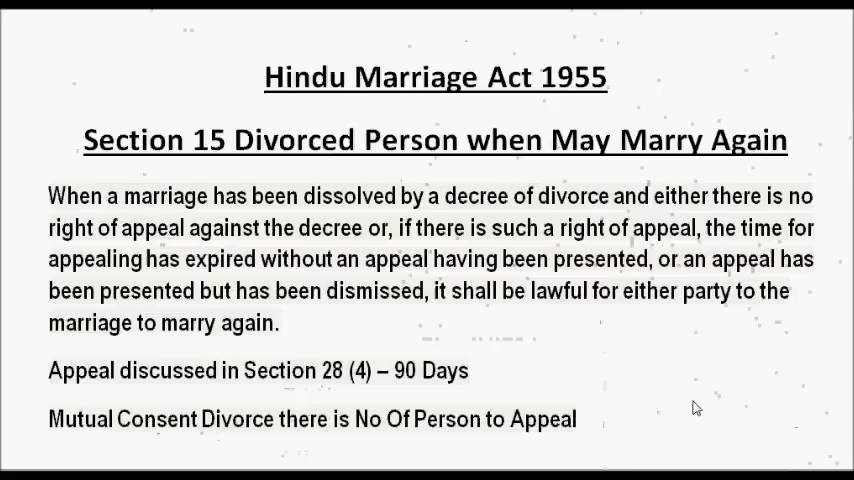 Hindu Marriage Act 1955
Section 15 Divorced Person when May Marry Again
When a marriage has been dissolved by a decree of divorce and either there is no
right of appeal against the decree or, if there is such a right of appeal, the time for
appealing has expired without an appeal having been presented, or an appeal has
been presented but has been dismissed, it shall be lawful for either party to the
marriage to marry again.
Appeal discussed in Section 28 (4) – 90 Days
Mutual Consent Divorce there is No Of Person to Appeal